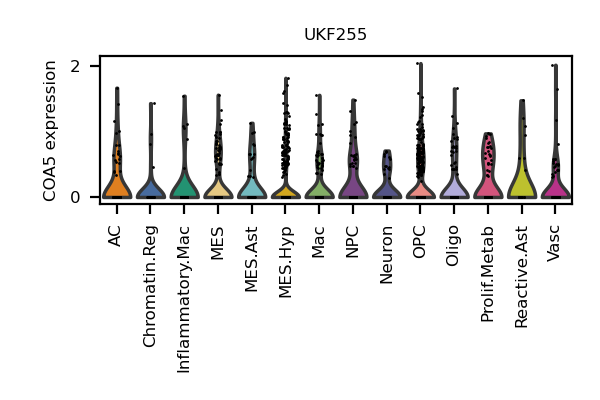 UKF255
COA5 expression
2
0
AC
Chromatin.Reg
Inflammatory.Mac
MES
MES.Ast
MES.Hyp
Mac
NPC
Neuron
OPC
Oligo
Prolif.Metab
Reactive.Ast
Vasc